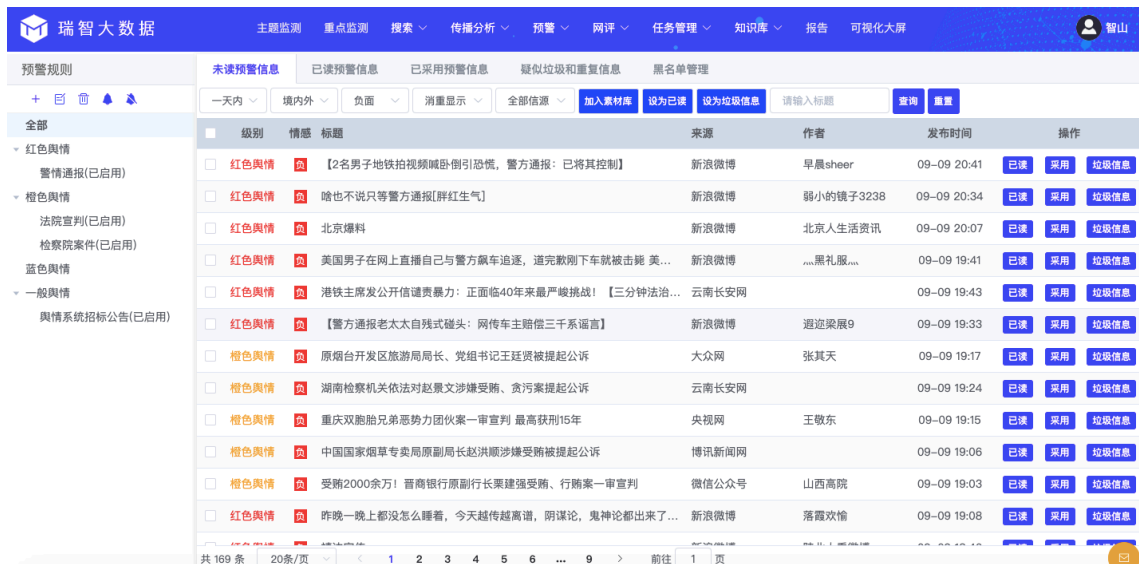 瑞智大数据 主题监测 重点监测 搜索 传播分析 预警 网评 任务管理 知识库 报告 可视化大屏 智山
预警规则 未读预警信息 已读预警信息 已采用预警信息 疑似垃圾和重复信息 黑名单管理
一天内 境内外 负面 消重显示 全部信源 加入素材库 设为已读 设为垃圾信息 请输入标题 查询 重置
全部
红色舆情
警情通报(已启用)
橙色舆情
法院宣判(已启用)
检察院案件(已启用)
蓝色舆情
一般舆情
舆情系统招标公告(已启用)
级别 情感 标题 来源 作者 发布时间 操作
红色舆情 负 【2名男子地铁拍视频喊卧倒引恐慌，警方通报：已将其控制】 新浪微博 早晨sheer 09-09 20:41 已读 采用 垃圾信息
红色舆情 负 啥也不说只等警方通报[胖红生气] 新浪微博 弱小的镜子3238 09-09 20:34 已读 采用 垃圾信息
红色舆情 负 北京爆料 新浪微博 北京人生活资讯 09-09 20:07 已读 采用 垃圾信息
红色舆情 负 美国男子在网上直播自己与警方飙车追逐，道完歉刚下车就被击毙 美... 新浪微博 灬黑礼服灬 09-09 19:41 已读 采用 垃圾信息
红色舆情 负 港铁主席发公开信谴责暴力：正面临40年来最严峻挑战！【三分钟法治... 云南长安网 09-09 19:43 已读 采用 垃圾信息
红色舆情 负 【警方通报老太太自残式碰头：网传车主赔偿三千系谣言】 新浪微博 遐迩梁展9 09-09 19:33 已读 采用 垃圾信息
橙色舆情 负 原烟台开发区旅游局局长、党组书记王廷贤被提起公诉 大众网 张其天 09-09 19:17 已读 采用 垃圾信息
橙色舆情 负 湖南检察机关依法对赵景文涉嫌受贿、贪污案提起公诉 云南长安网 09-09 19:24 已读 采用 垃圾信息
橙色舆情 负 重庆双胞胎兄弟恶势力团伙案一审宣判 最高获刑15年 央视网 王敬东 09-09 19:15 已读 采用 垃圾信息
橙色舆情 负 中国国家烟草专卖局原副局长赵洪顺涉嫌受贿被提起公诉 博讯新闻网 09-09 19:06 已读 采用 垃圾信息
橙色舆情 负 受贿2000余万！晋商银行原副行长栗建强受贿、行贿案一审宣判 微信公众号 山西高院 09-09 19:03 已读 采用 垃圾信息
红色舆情 负 昨晚一晚上都没怎么睡着，今天越传越离谱，阴谋论，鬼神论都出来了... 新浪微博 落霞欢愉 09-09 19:08 已读 采用 垃圾信息
共 169 条 20条/页 1 2 3 4 5 6 ... 9 前往 1 页